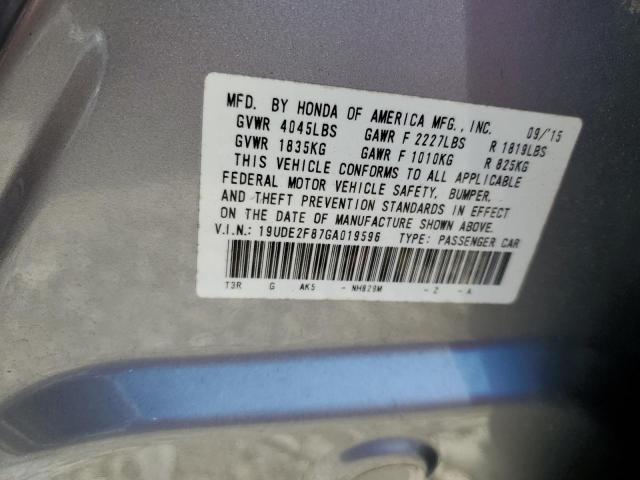 MFD. BY HONDA OF AMERICA MFG., INC. 09/'15
GVWR 4045LBS GAWR F 2227LBS R 1819LBS
GVWR 1835KG GAWR F 1010KG R 825KG
THIS VEHICLE CONFORMS TO ALL APPLICABLE
FEDERAL MOTOR VEHICLE SAFETY, BUMPER,
AND THEFT PREVENTION STANDARDS IN EFFECT
ON THE DATE OF MANUFACTURE SHOWN ABOVE.
V.I.N.: 19UDE2F87GA019596 TYPE: PASSENGER CAR
T3R G AK5 - NH829M - 2 - A